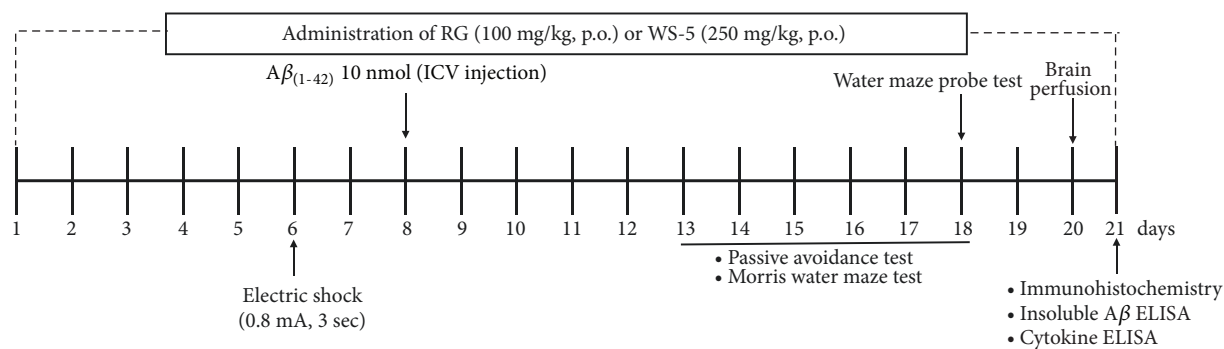 Administration of RG (100 mg/kg, p.o.) or WS-5 (250 mg/kg, p.o.)
Aβ(1-42) 10 nmol (ICV injection)
Water maze probe test
Brain
perfusion
1 2 3 4 5 6 7 8 9 10 11 12 13 14 15 16 17 18 19 20 21 days
Electric shock
(0.8 mA, 3 sec)
• Passive avoidance test
• Morris water maze test
• Immunohistochemistry
• Insoluble Aβ ELISA
• Cytokine ELISA